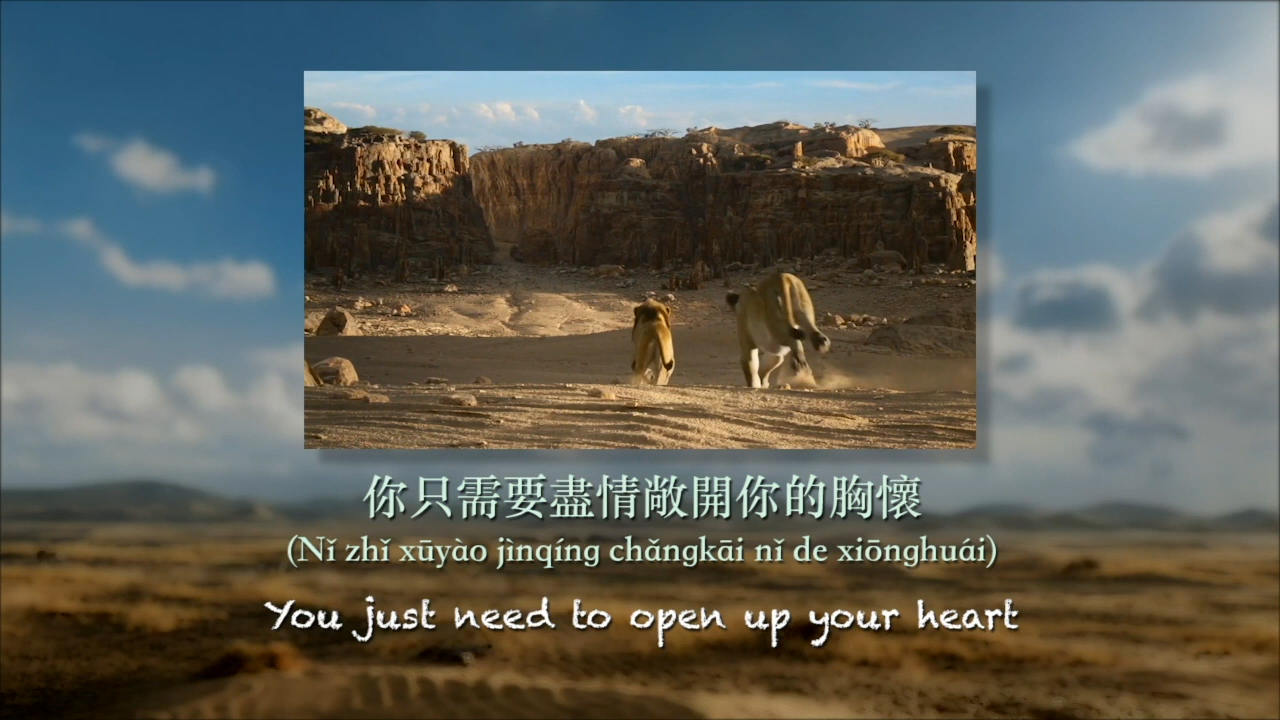 你只需要盡情敞開你的胸懷
(Nǐ zhǐ xūyào jìnqíng chǎngkāi nǐ de xiōnghuái)
You just need to open up your heart